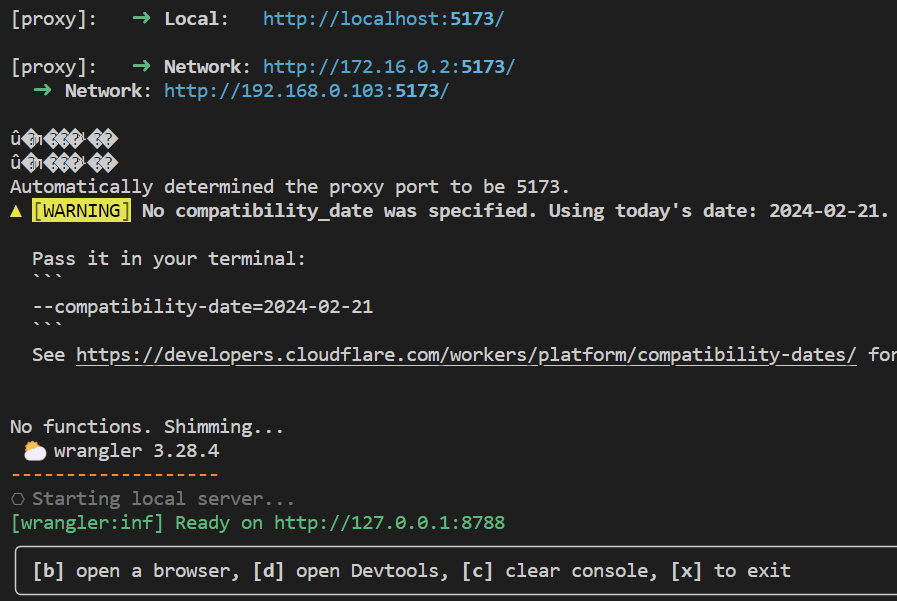 [proxy]: ➜ Local: http://localhost:5173/
[proxy]: ➜ Network: http://172.16.0.2:5173/
➜ Network: http://192.168.0.103:5173/
Automatically determined the proxy port to be 5173.
▲ [WARNING] No compatibility_date was specified. Using today's date: 2024-02-21.
Pass it in your terminal:
```
--compatibility-date=2024-02-21
```
See https://developers.cloudflare.com/workers/platform/compatibility-dates/ for
No functions. Shimming...
⛅️ wrangler 3.28.4
-------------------
⎔ Starting local server...
[wrangler:inf] Ready on http://127.0.0.1:8788
[b] open a browser, [d] open Devtools, [c] clear console, [x] to exit